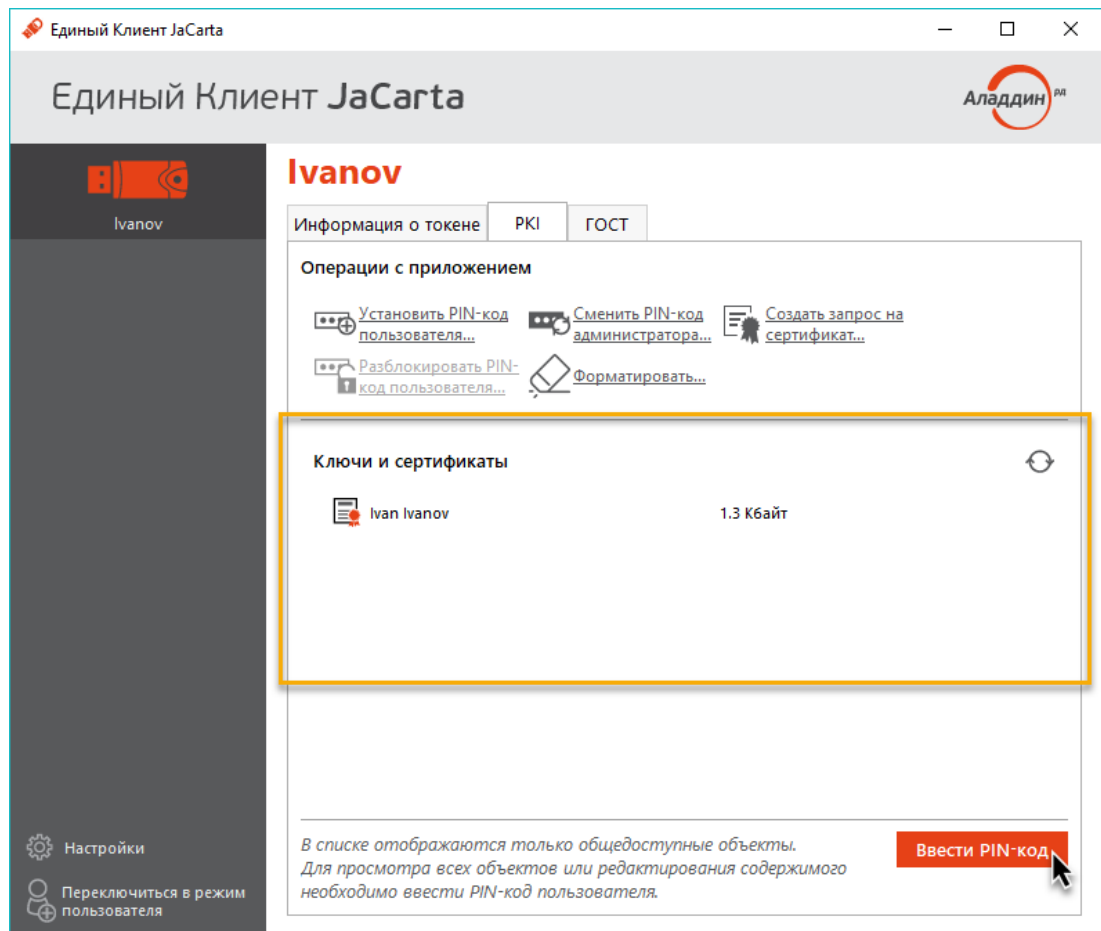 Единый Клиент JaCarta
Единый Клиент JaCarta
Аладдин РД
Ivanov
Ivanov
Информация о токене PKI ГОСТ
Операции с приложением
Установить PIN-код
пользователя...
Сменить PIN-код
администратора...
Создать запрос на
сертификат...
Разблокировать PIN-
код пользователя...
Форматировать...
Ключи и сертификаты
Ivan Ivanov 1.3 Кбайт
В списке отображаются только общедоступные объекты.
Для просмотра всех объектов или редактирования содержимого
необходимо ввести PIN-код пользователя.
Ввести PIN-код
Настройки
Переключиться в режим
пользователя